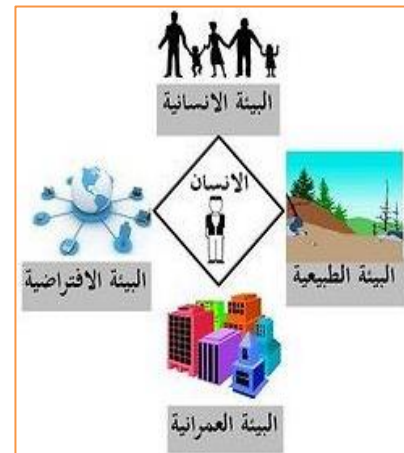 البيئة الانسانية
الانسان
البيئة الطبيعية
البيئة الافتراضية
البيئة العمرانية